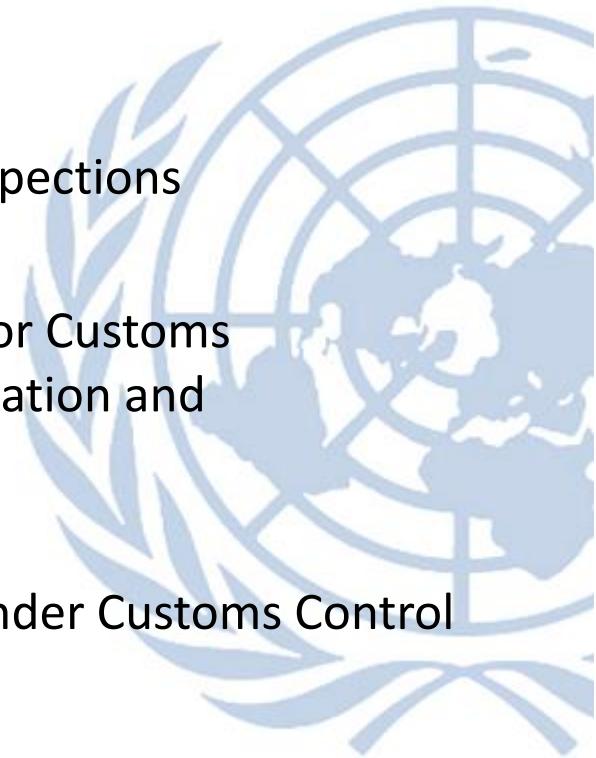 pections
or Customs
ation and
nder Customs Control